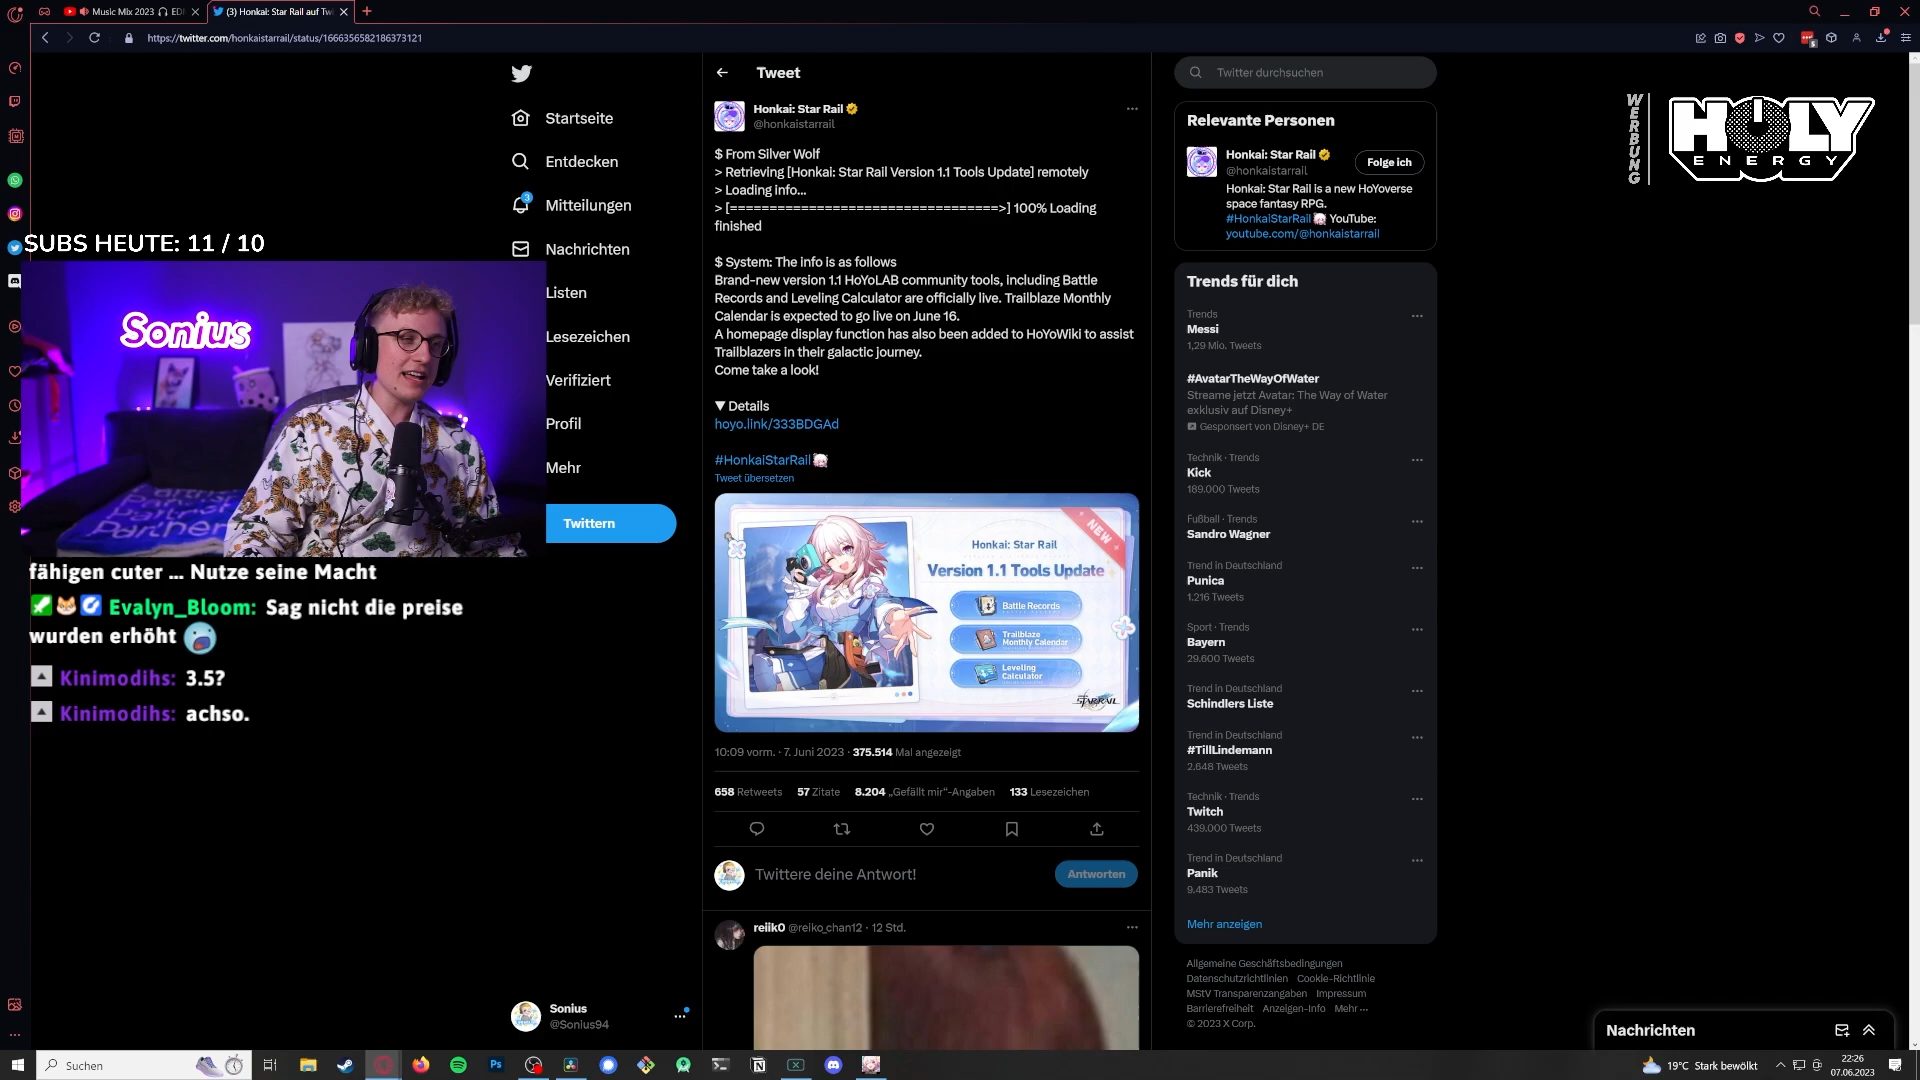 Music Mix 2023 🎧 ED
(3) Honkai: Star Rail auf Tw
https://twitter.com/honkaistarrail/status/1666356582186373121
5
Startseite
Entdecken
3
Mitteilungen
Nachrichten
Listen
Lesezeichen
Verifiziert
Profil
Mehr
Twittern
Sonius
@Sonius94
SUBS HEUTE: 11 / 10
Sonius
Partner
fähigen cuter ... Nutze seine Macht
Evalyn_Bloom: Sag nicht die preise
wurden erhöht
Kinimodihs: 3.5?
Kinimodihs: achso.
Tweet
Honkai: Star Rail
@honkaistarrail
$ From Silver Wolf
> Retrieving [Honkai: Star Rail Version 1.1 Tools Update] remotely
> Loading info...
> [==================================>] 100% Loading
finished
$ System: The info is as follows
Brand-new version 1.1 HoYoLAB community tools, including Battle
Records and Leveling Calculator are officially live. Trailblaze Monthly
Calendar is expected to go live on June 16.
A homepage display function has also been added to HoYoWiki to assist
Trailblazers in their galactic journey.
Come take a look!
▼ Details
hoyo.link/333BDGAd
#HonkaiStarRail
Tweet übersetzen
NEW
Honkai: Star Rail
Version 1.1 Tools Update
Battle Records
Trailblaze
Monthly Calendar
Leveling
Calculator
STARRAIL
10:09 vorm. · 7. Juni 2023 · 375.514 Mal angezeigt
658 Retweets 57 Zitate 8.204 „Gefällt mir“-Angaben 133 Lesezeichen
Twittere deine Antwort!
Antworten
reiik0 @reiko_chan12 · 12 Std.
Twitter durchsuchen
Relevante Personen
Honkai: Star Rail
@honkaistarrail
Folge ich
Honkai: Star Rail is a new HoYoverse
space fantasy RPG.
#HonkaiStarRail YouTube:
youtube.com/@honkaistarrail
Trends für dich
Trends
Messi
1,29 Mio. Tweets
#AvatarTheWayOfWater
Streame jetzt Avatar: The Way of Water
exklusiv auf Disney+
Gesponsert von Disney+ DE
Technik · Trends
Kick
189.000 Tweets
Fußball · Trends
Sandro Wagner
Trend in Deutschland
Punica
1.216 Tweets
Sport · Trends
Bayern
29.600 Tweets
Trend in Deutschland
Schindlers Liste
Trend in Deutschland
#TillLindemann
2.648 Tweets
Technik · Trends
Twitch
439.000 Tweets
Trend in Deutschland
Panik
9.483 Tweets
Mehr anzeigen
Allgemeine Geschäftsbedingungen
Datenschutzrichtlinien Cookie-Richtlinie
MStV Transparenzangaben Impressum
Barrierefreiheit Anzeigen-Info Mehr ···
© 2023 X Corp.
WERBUNG
HOLY
ENERGY
Nachrichten
Suchen
Ps
19°C Stark bewölkt
22:26
07.06.2023